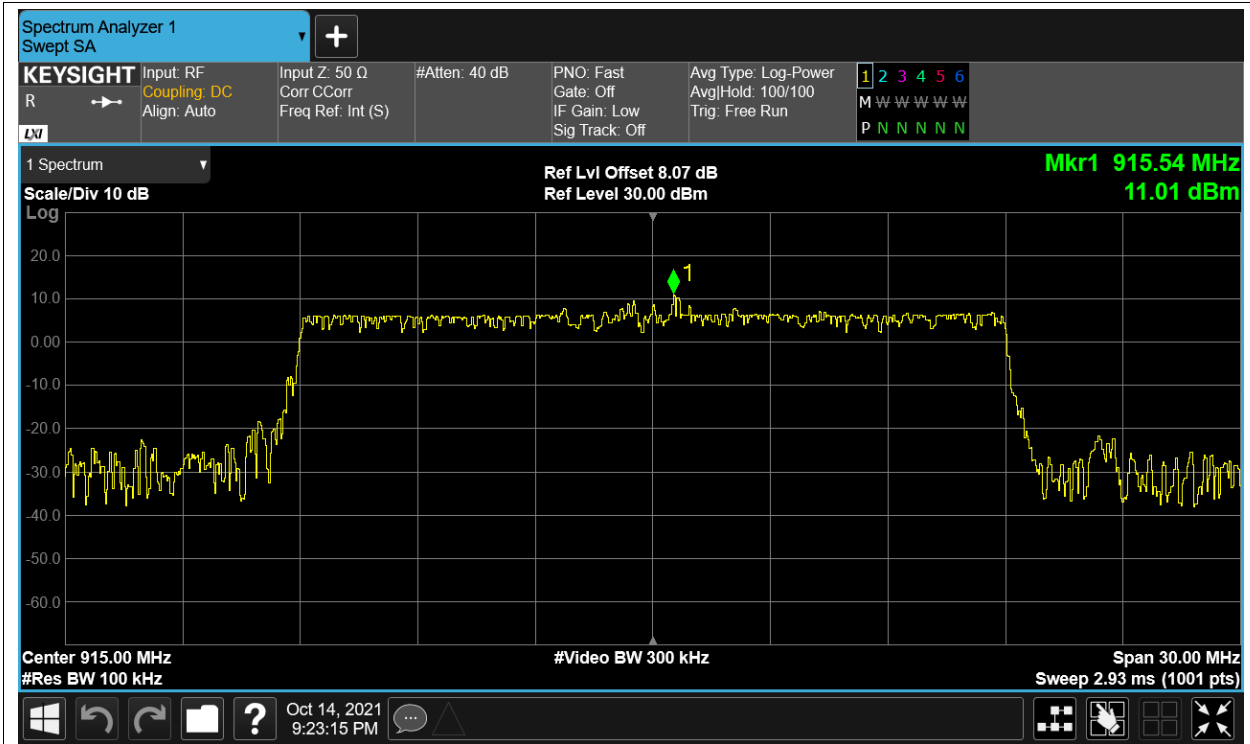 Spectrum Analyzer 1
Swept SA
KEYSIGHT
R
LXI
Input: RF
Coupling: DC
Align: Auto
Input Z: 50 Ω
Corr CCorr
Freq Ref: Int (S)
#Atten: 40 dB
PNO: Fast
Gate: Off
IF Gain: Low
Sig Track: Off
Avg Type: Log-Power
Avg|Hold: 100/100
Trig: Free Run
1 2 3 4 5 6
M W W W W W W
P N N N N N
1 Spectrum
Scale/Div 10 dB
Log
Ref Lvl Offset 8.07 dB
Ref Level 30.00 dBm
Mkr1 915.54 MHz
11.01 dBm
1
20.0
10.0
0.00
-10.0
-20.0
-30.0
-40.0
-50.0
-60.0
Center 915.00 MHz
#Video BW 300 kHz
Span 30.00 MHz
#Res BW 100 kHz
Sweep 2.93 ms (1001 pts)
?
Oct 14, 2021
9:23:15 PM